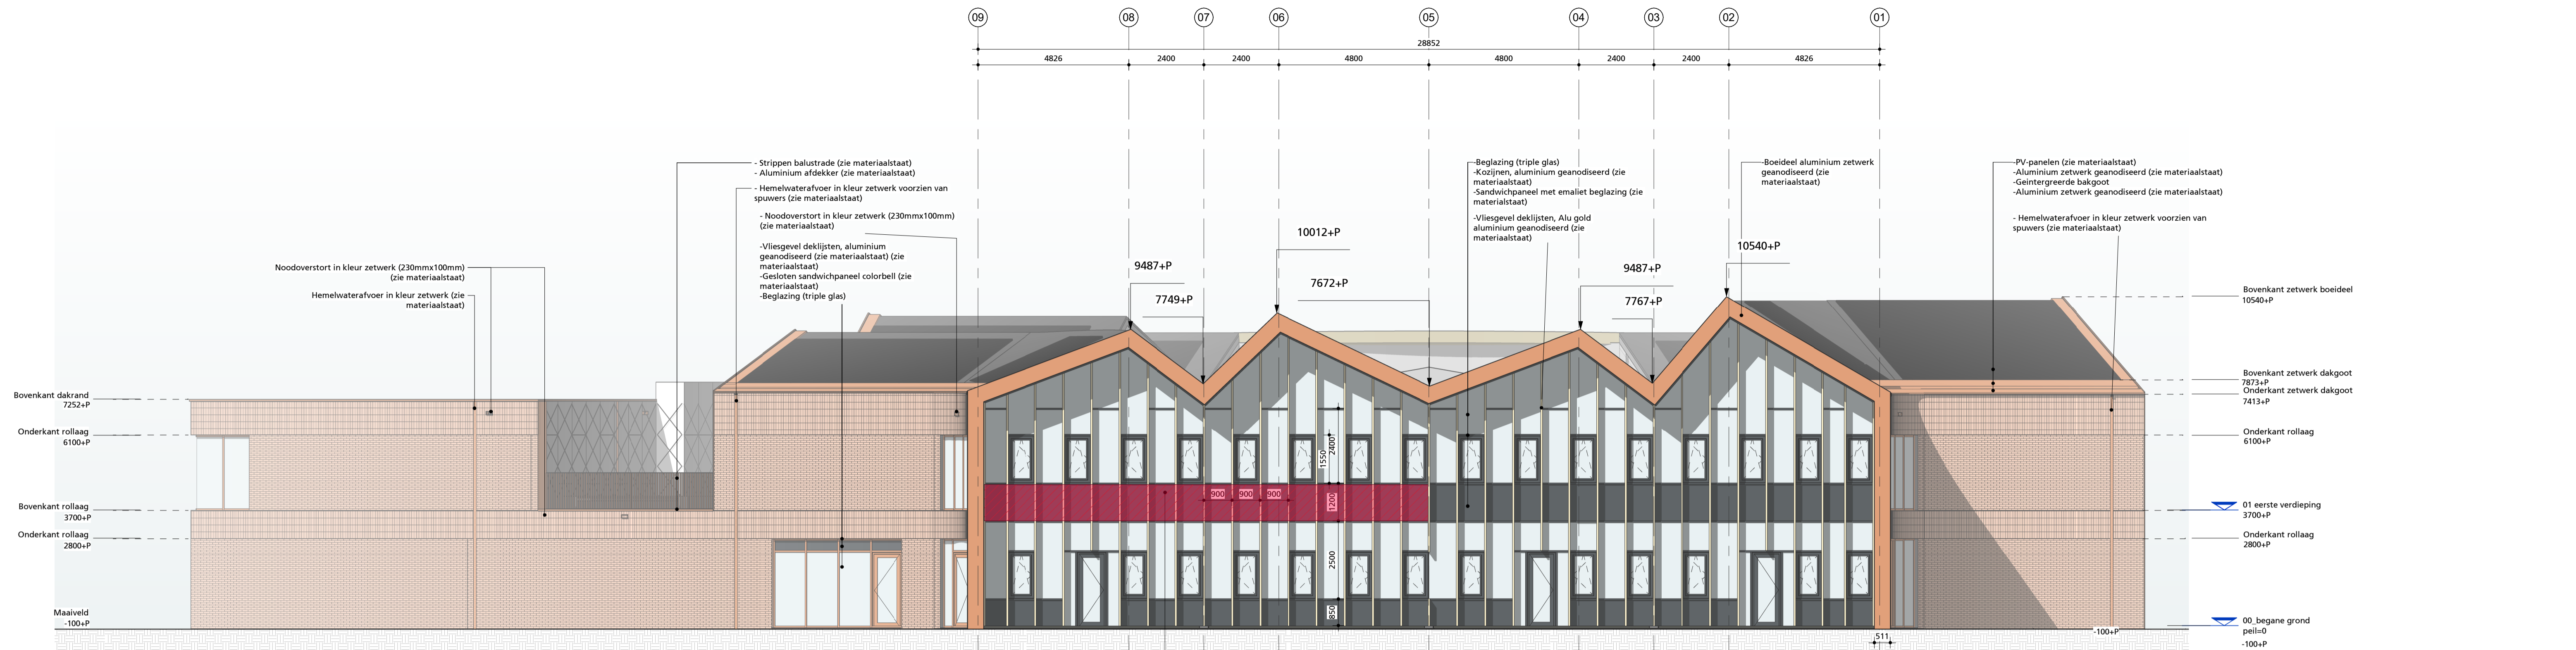 09
08
07
06
05
04
03
02
01
28852
4826
2400
2400
4800
4800
2400
2400
4826
- Strippen balustrade (zie materiaalstaat)
- Aluminium afdekker (zie materiaalstaat)
- Hemelwaterafvoer in kleur zetwerk voorzien van
spuwers (zie materiaalstaat)
- Noodoverstort in kleur zetwerk (230mmx100mm)
(zie materiaalstaat)
-Vliesgevel deklijsten, aluminium
geanodiseerd (zie materiaalstaat) (zie
materiaalstaat)
-Gesloten sandwichpaneel colorbell (zie
materiaalstaat)
-Beglazing (triple glas)
Noodoverstort in kleur zetwerk (230mmx100mm)
(zie materiaalstaat)
Hemelwaterafvoer in kleur zetwerk (zie
materiaalstaat)
-Beglazing (triple glas)
-Kozijnen, aluminium geanodiseerd (zie
materiaalstaat)
-Sandwichpaneel met emaliet beglazing (zie
materialstaat)
-Vliesgevel deklijsten, Alu gold
aluminium geanodiseerd (zie
materiaalstaat)
-Boeideel aluminium zetwerk
geanodiseerd (zie
materiaalstaat)
-PV-panelen (zie materiaalstaat)
-Aluminium zetwerk geanodiseerd (zie materiaalstaat)
-Geintergreerde bakgoot
-Aluminium zetwerk geanodiseerd (zie materiaalstaat)
- Hemelwaterafvoer in kleur zetwerk voorzien van
spuwers (zie materiaalstaat)
9487+P
7749+P
10012+P
7672+P
9487+P
7767+P
10540+P
Bovenkant dakrand
7252+P
Onderkant rollaag
6100+P
Bovenkant rollaag
3700+P
Onderkant rollaag
2800+P
Maaiveld
-100+P
2400
1550
900
900
900
1200
2500
850
511
-100+P
Bovenkant zetwerk boeideel
10540+P
Bovenkant zetwerk dakgoot
7873+P
Onderkant zetwerk dakgoot
7413+P
Onderkant rollaag
6100+P
01 eerste verdieping
3700+P
Onderkant rollaag
2800+P
00_begane grond
peil=0
-100+P